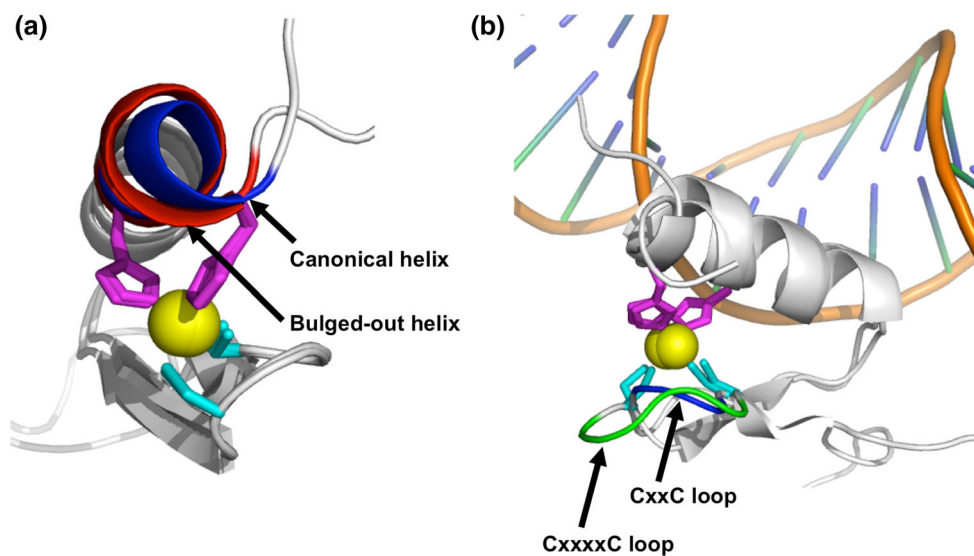 (a)
Canonical helix
Bulged-out helix
(b)
CxxC loop
CxxxxC loop